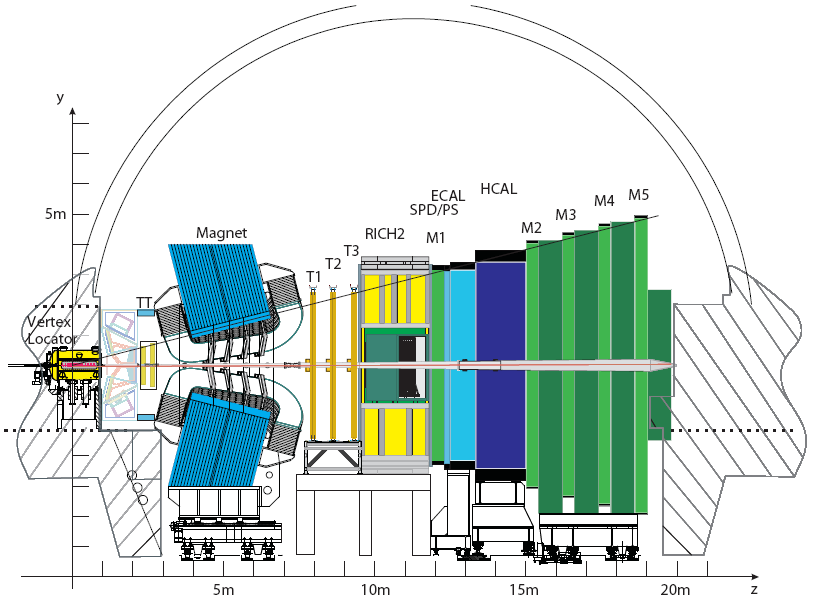 y
5m
Vertex
Locator
TT
Magnet
T1
T2
T3
RICH2
M1
SPD/PS
ECAL
HCAL
M2
M3
M4
M5
5m
10m
15m
20m
z